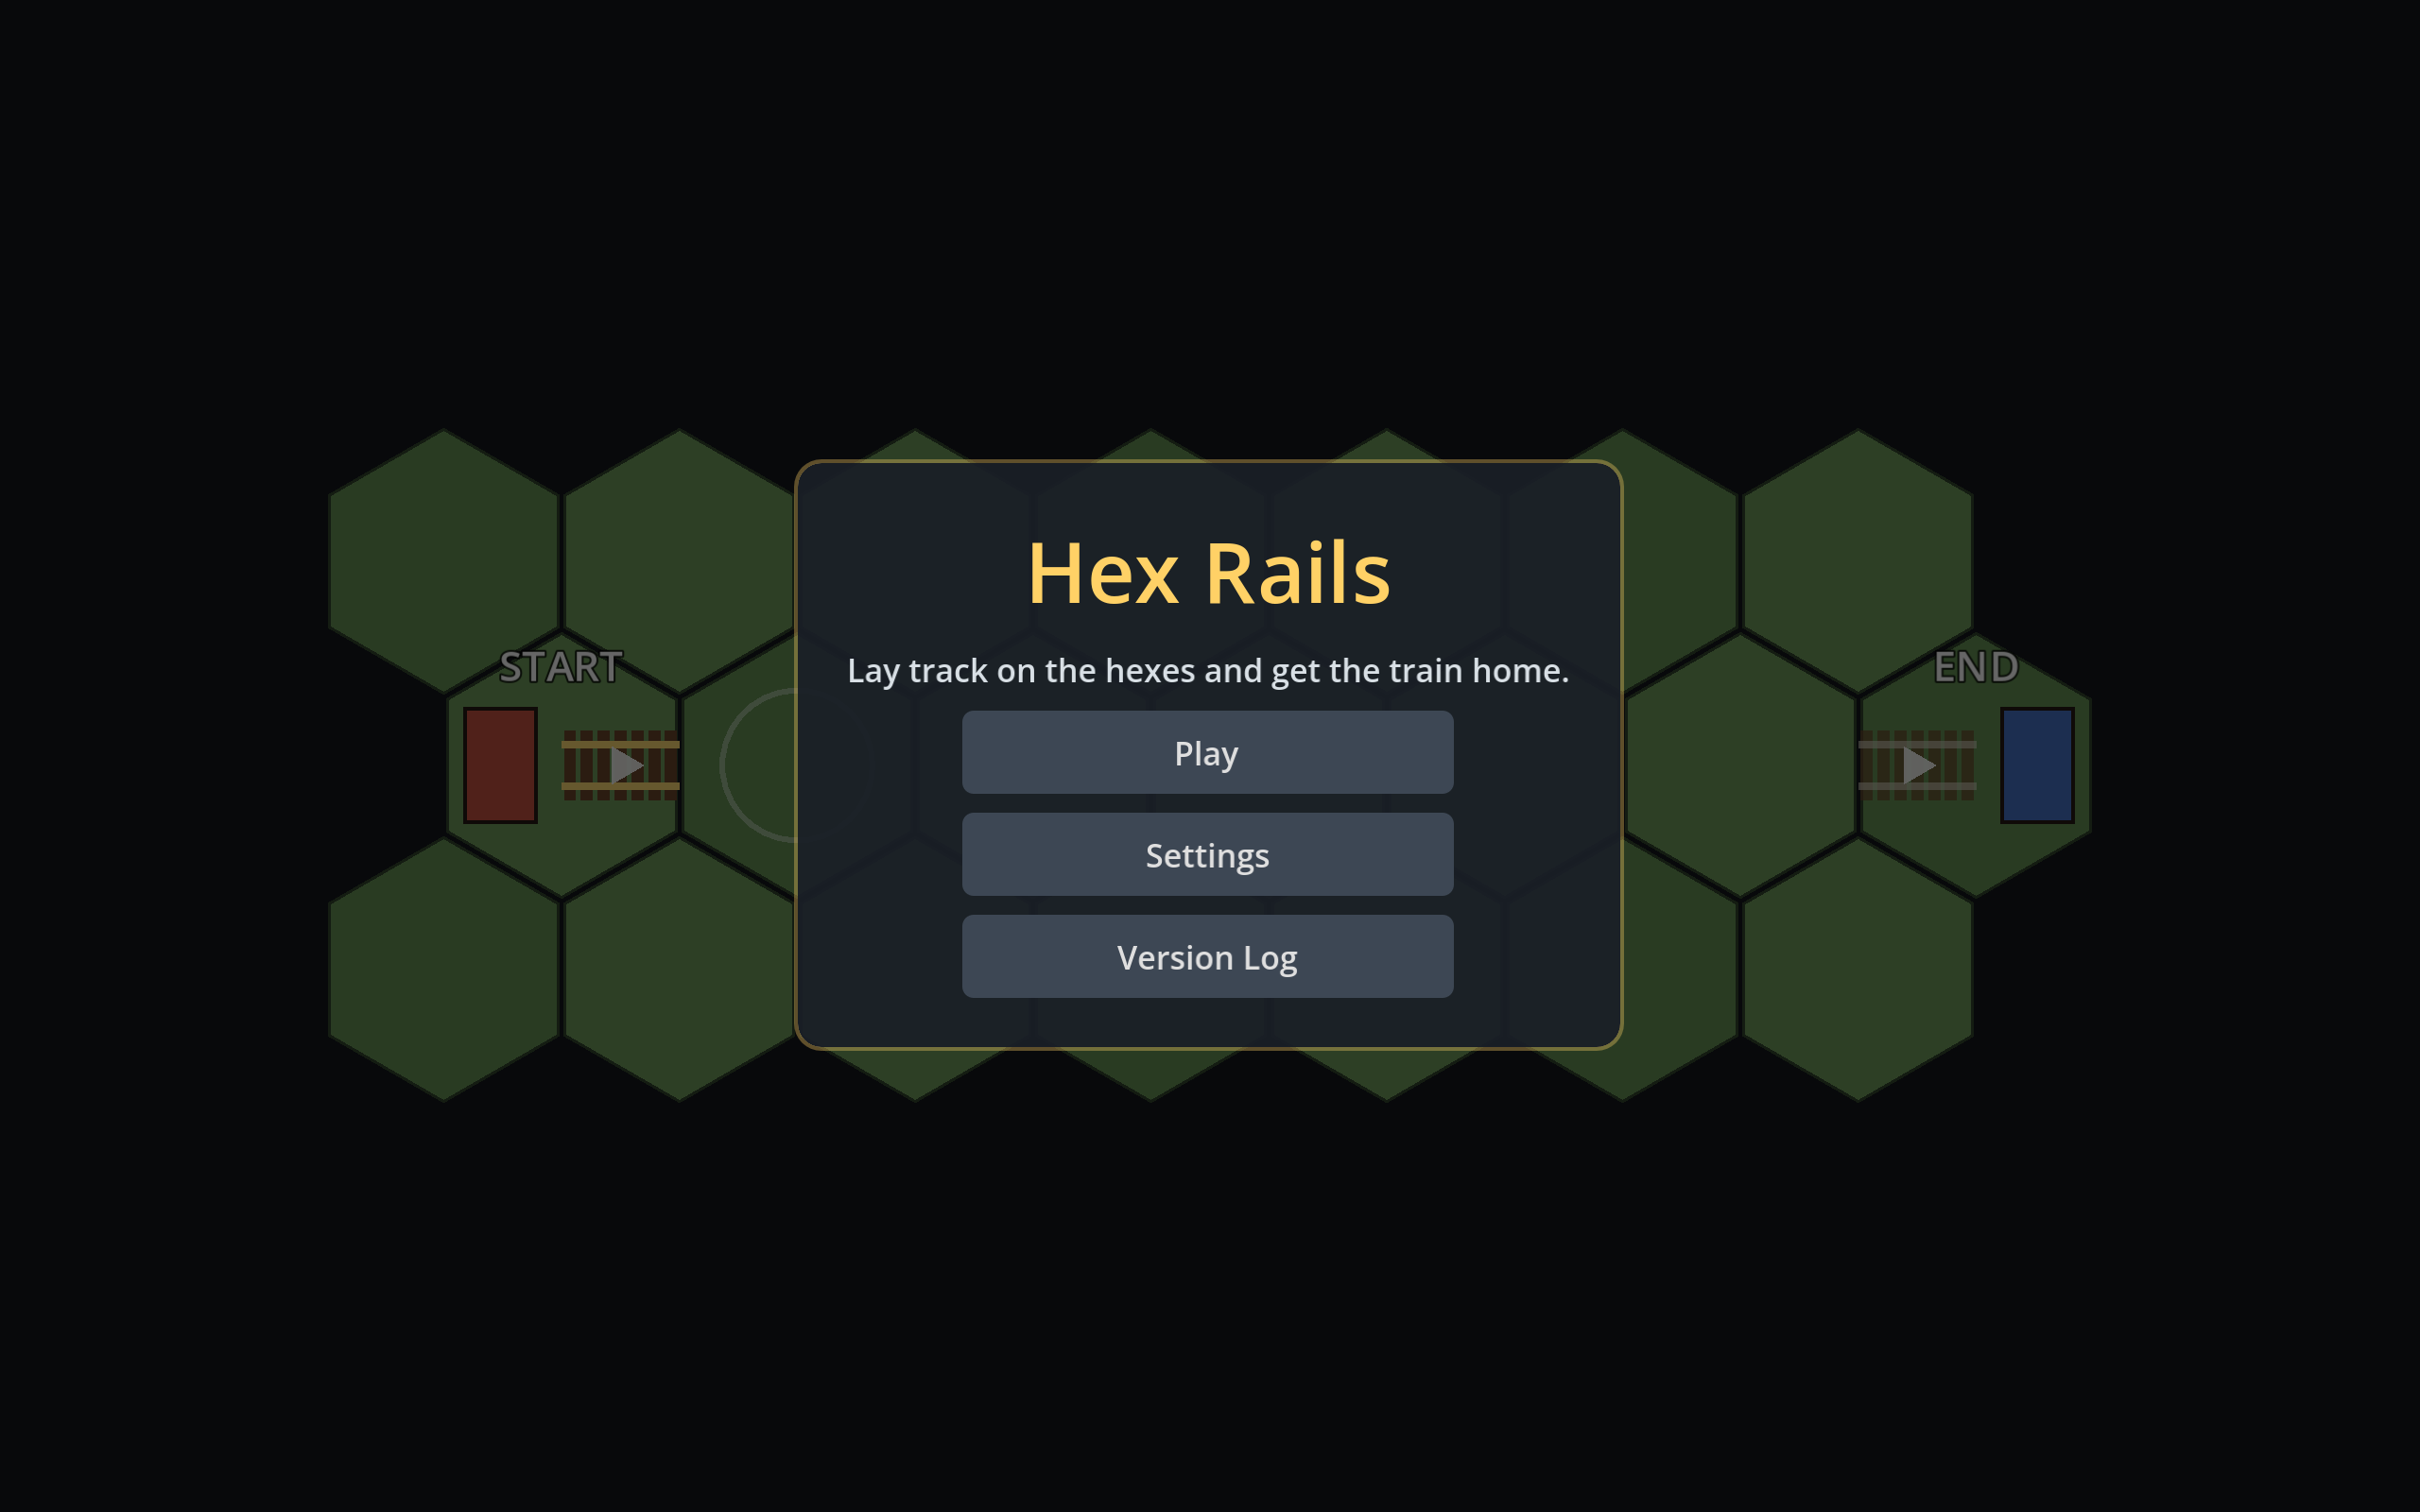 Hex Rails
START
END
Lay track on the hexes and get the train home.
Play
Settings
Version Log